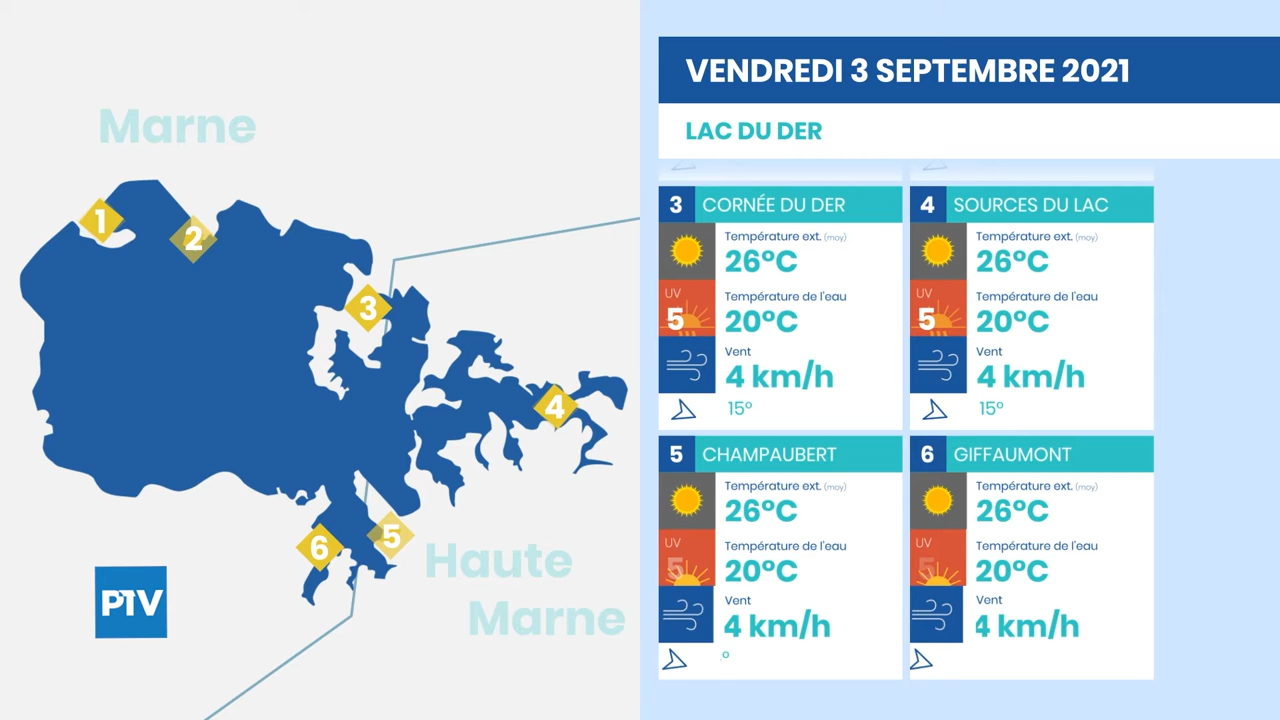 Marne
1
2
3
4
5
6
Haute
Marne
PTV
VENDREDI 3 SEPTEMBRE 2021
LAC DU DER
3 CORNÉE DU DER
Température ext. (moy)
26°C
UV
5
Température de l'eau
20°C
Vent
4 km/h
15°
4 SOURCES DU LAC
Température ext. (moy)
26°C
UV
5
Température de l'eau
20°C
Vent
4 km/h
15°
5 CHAMPAUBERT
Température ext. (moy)
26°C
UV
5
Température de l'eau
20°C
Vent
4 km/h
°
6 GIFFAUMONT
Température ext. (moy)
26°C
UV
5
Température de l'eau
20°C
Vent
4 km/h